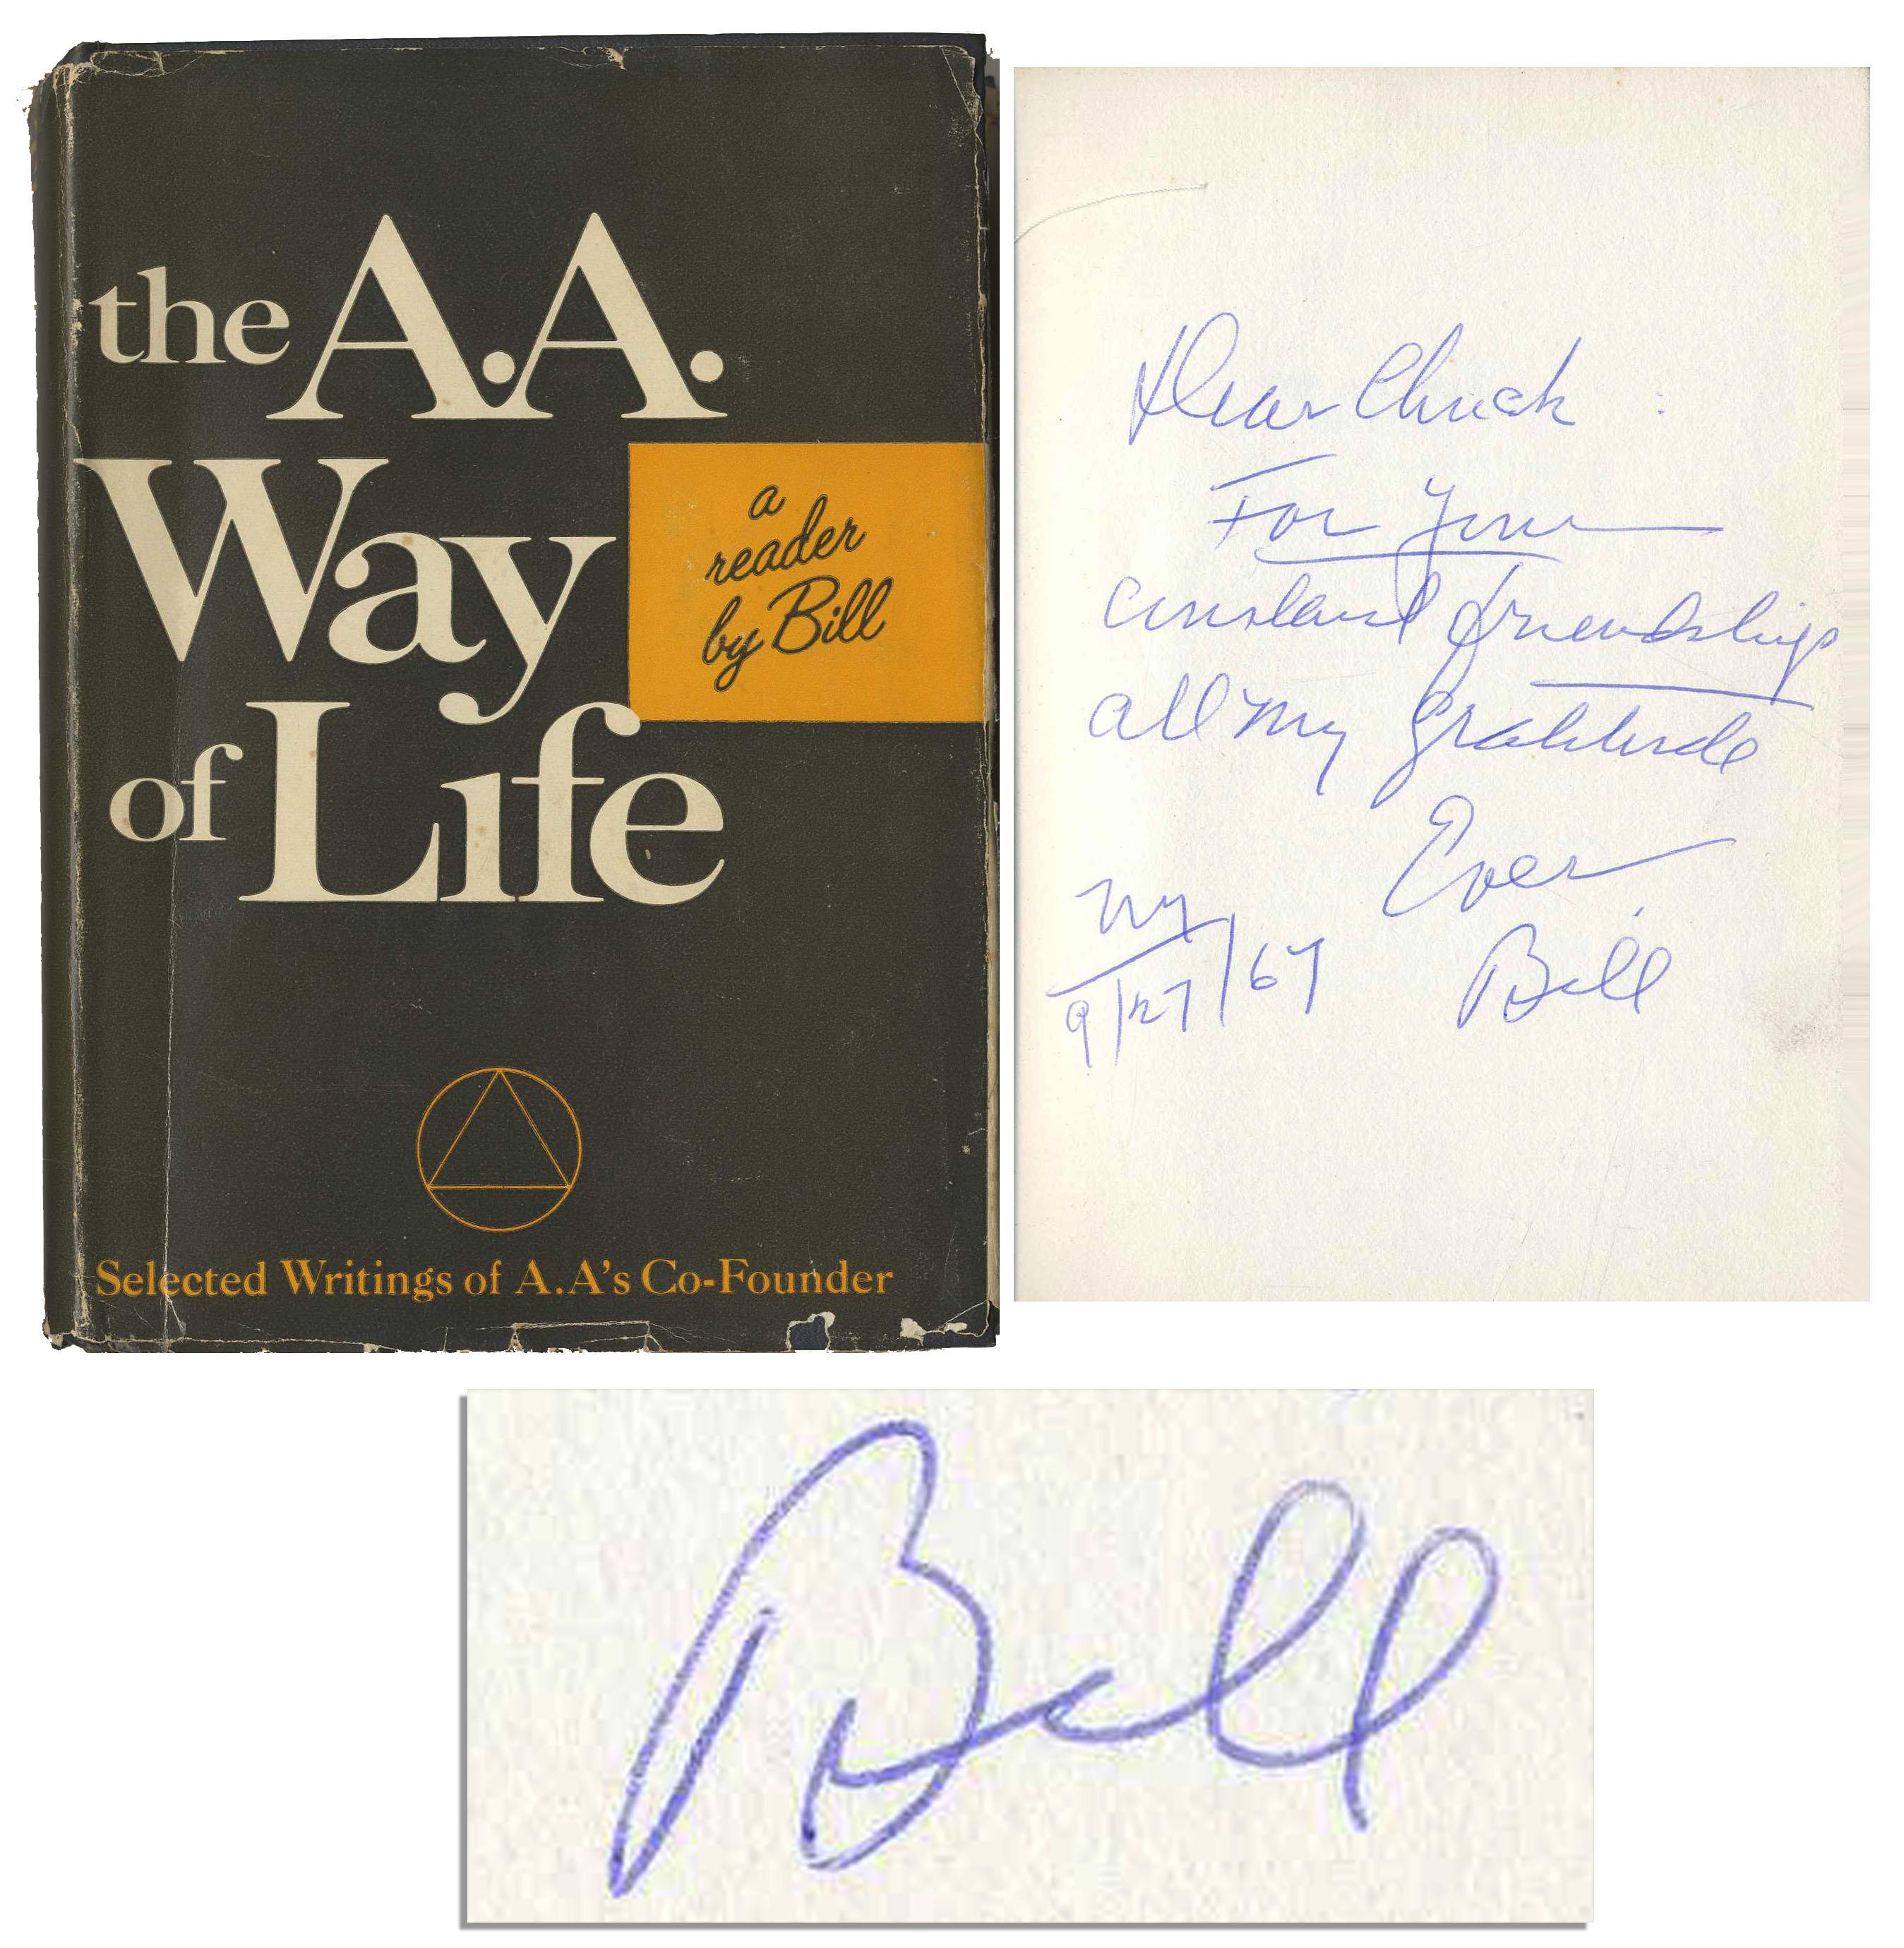 the A.A.
Way
of Life
a
reader
by Bill
Selected Writings of A.A's Co-Founder
Dear Chuck :
For your
constant friendship
all my gratitude
Ever
Bill
NY
9/27/67
Bill